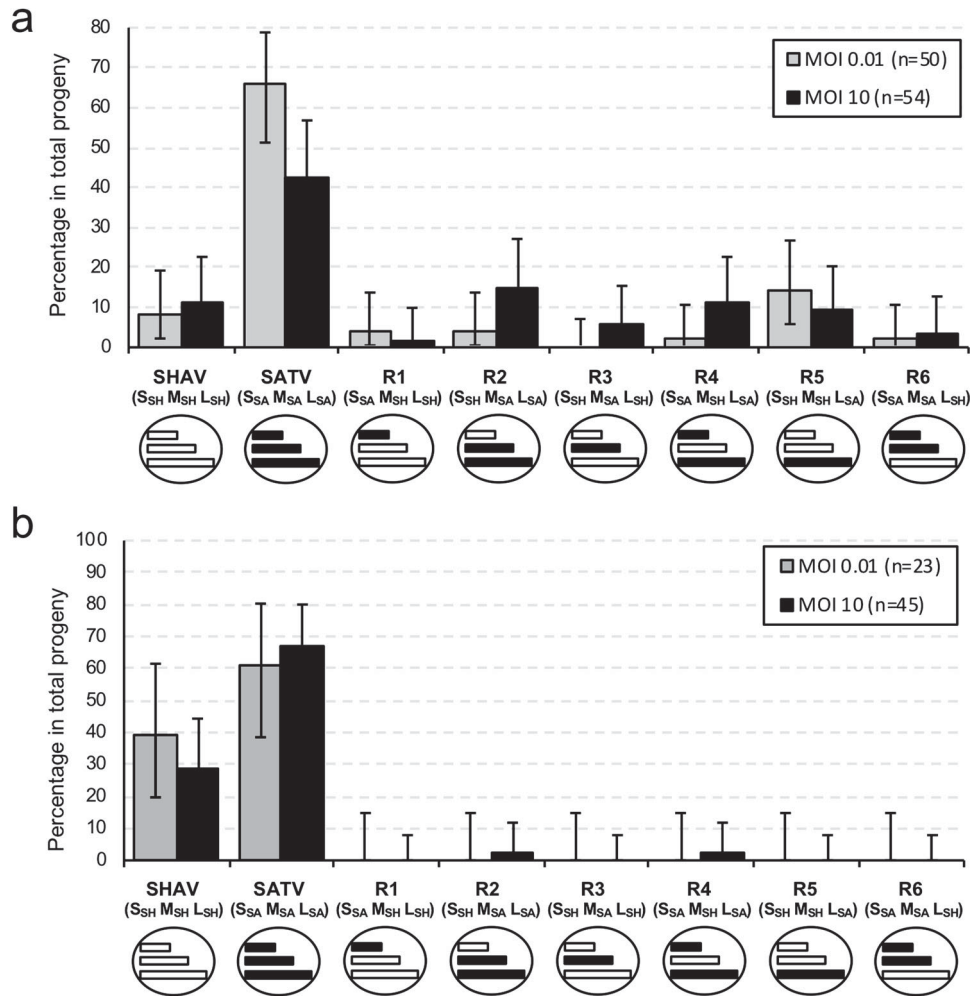 a
Percentage in total progeny
80
70
60
50
40
30
20
10
0
MOI 0.01 (n=50)
MOI 10 (n=54)
SHAV SATV R1 R2 R3 R4 R5 R6
(SSH MSH LSH) (SSA MSA LSA) (SSA MSH LSH) (SSH MSA LSA) (SSH MSA LSH) (SSA MSH LSA) (SSH MSH LSA) (SSA MSA LSH)
b
Percentage in total progeny
100
90
80
70
60
50
40
30
20
10
0
MOI 0.01 (n=23)
MOI 10 (n=45)
SHAV SATV R1 R2 R3 R4 R5 R6
(SSH MSH LSH) (SSA MSA LSA) (SSA MSH LSH) (SSH MSA LSA) (SSH MSA LSH) (SSA MSH LSA) (SSH MSH LSA) (SSA MSA LSH)